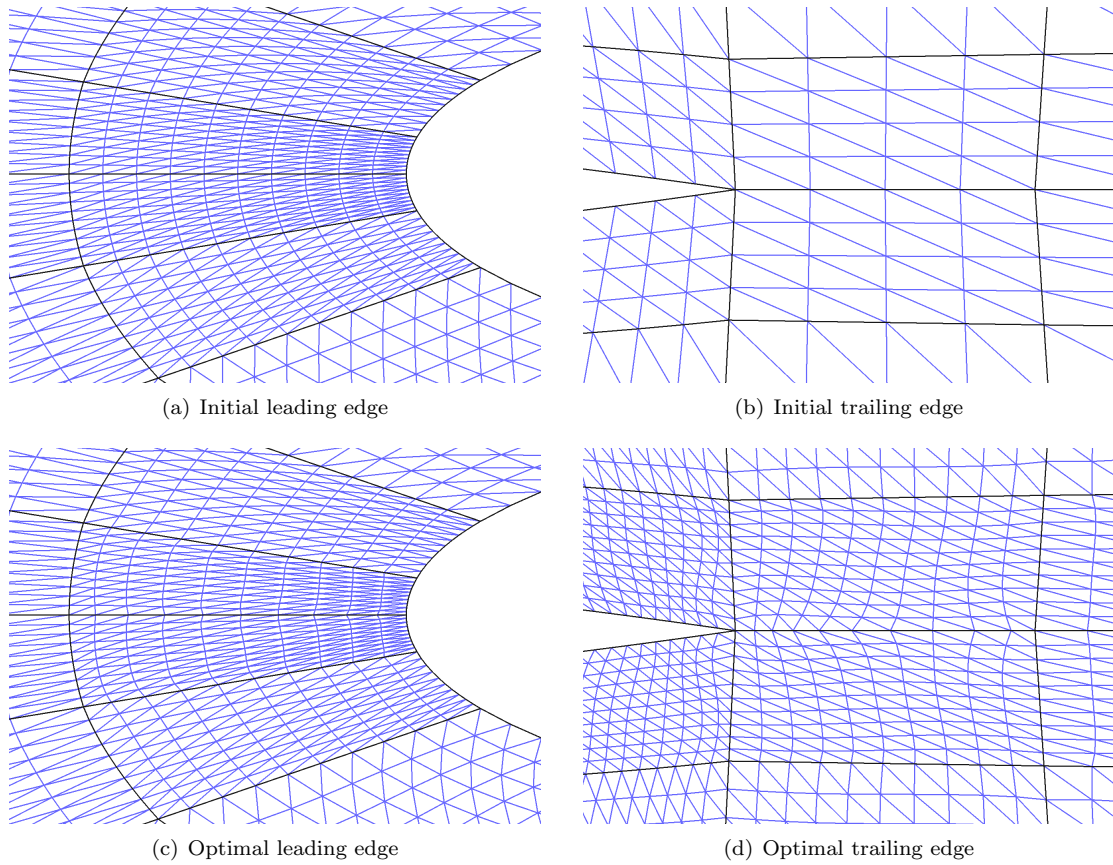 (a) Initial leading edge
(b) Initial trailing edge
(c) Optimal leading edge
(d) Optimal trailing edge